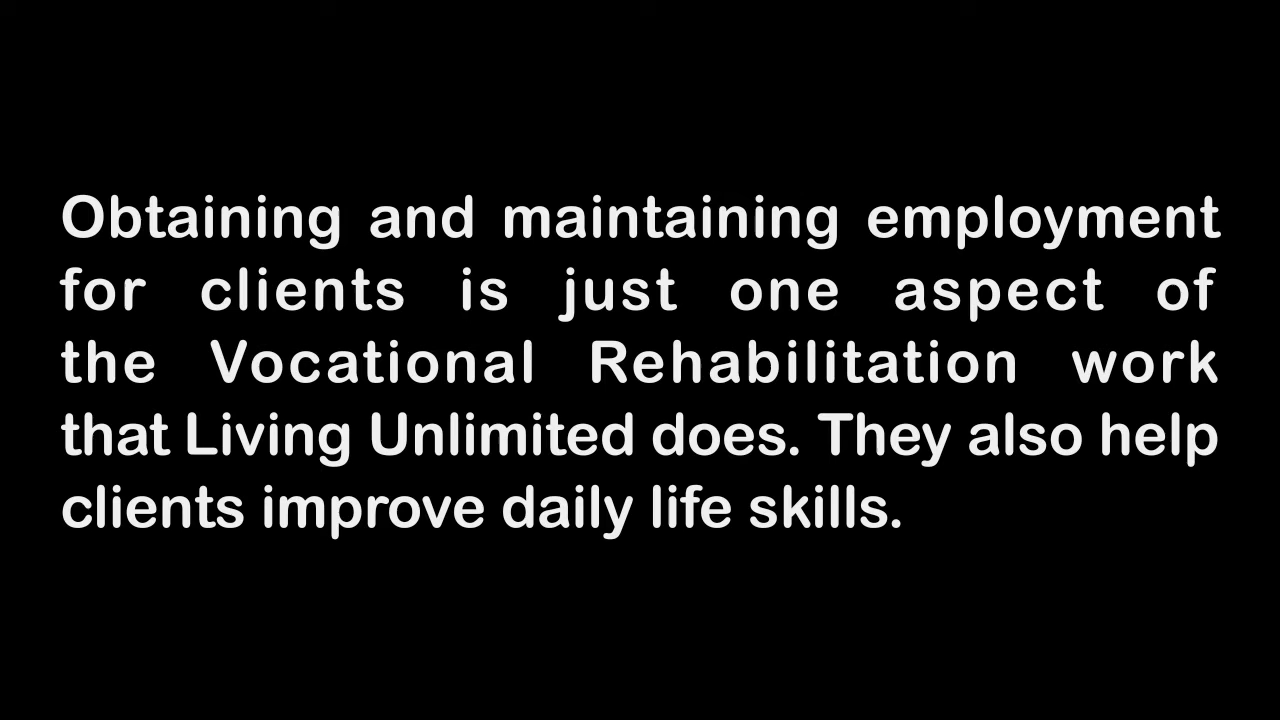 Obtaining and maintaining employment
for clients is just one aspect of
the Vocational Rehabilitation work
that Living Unlimited does. They also help
clients improve daily life skills.